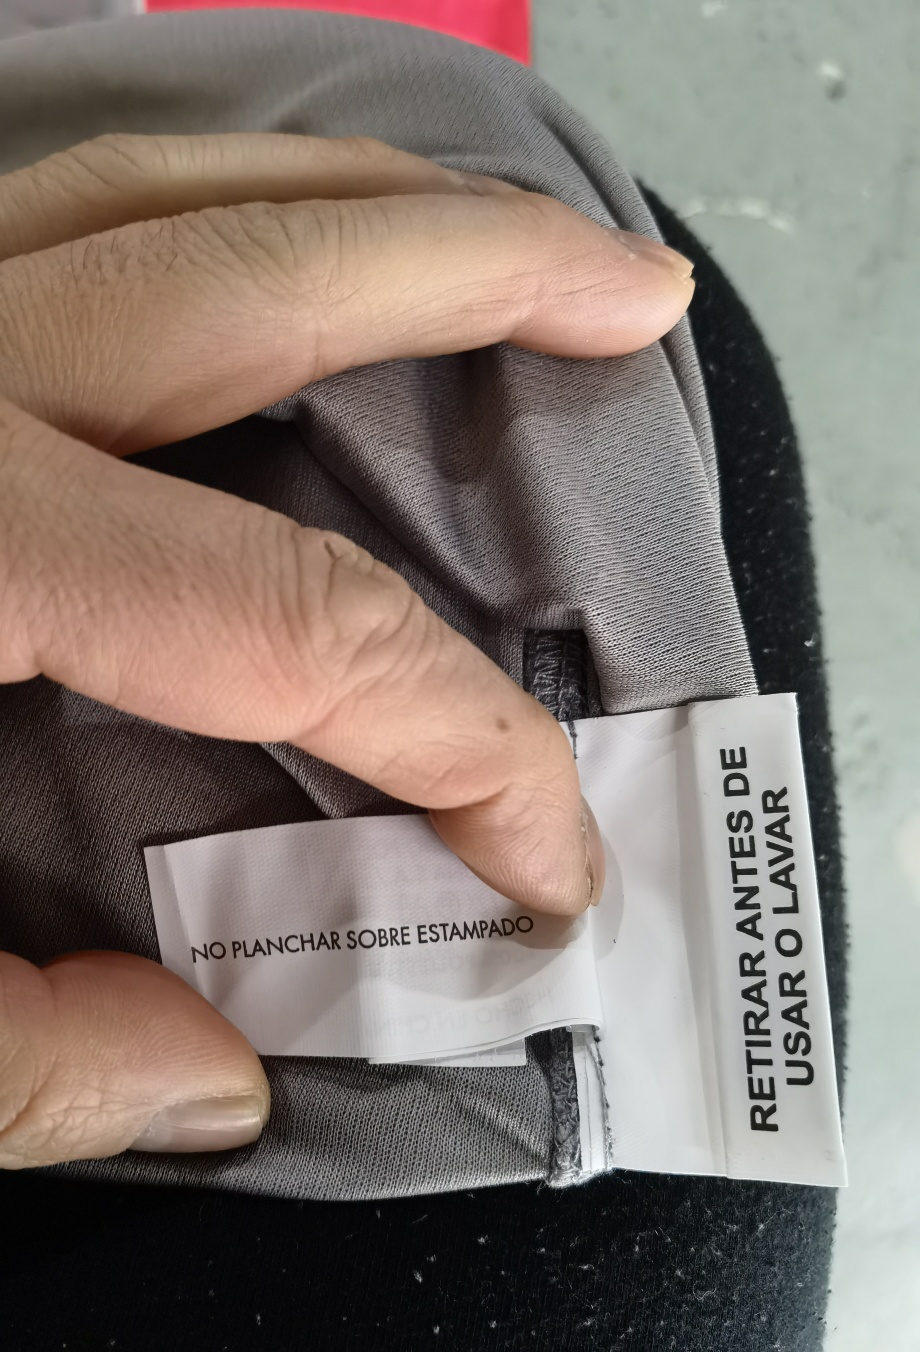 NO PLANCHAR SOBRE ESTAMPADO
RETIRAR ANTES DE
USAR O LAVAR